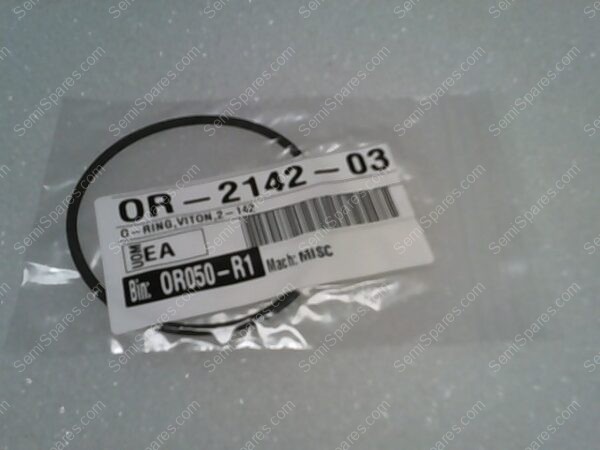 OR-2142-03
O-RING,VITON,2-142
UOM EA
Bin: OR050-R1 Mach: MISC
SemiSpares.com